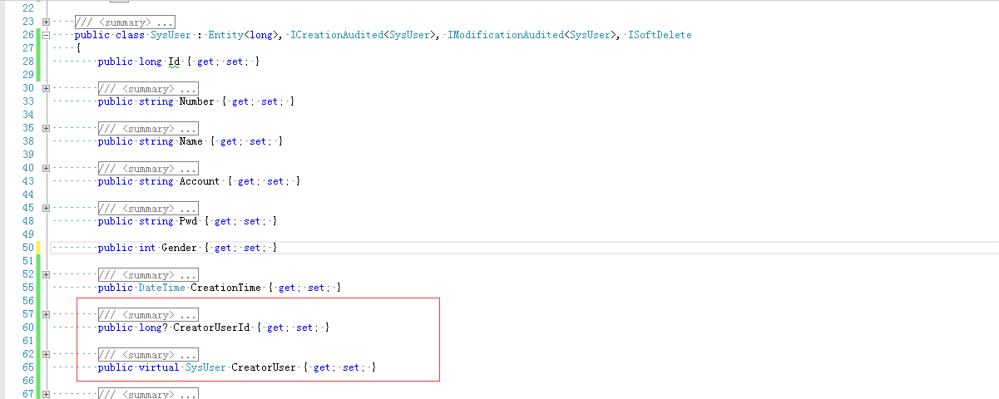 22
23 /// <summary> ...
26 public class SysUser : Entity<long>, ICreationAudited<SysUser>, IModificationAudited<SysUser>, ISoftDelete
27 {
28 public long Id { get; set; }
29
30 /// <summary> ...
33 public string Number { get; set; }
34
35 /// <summary> ...
38 public string Name { get; set; }
39
40 /// <summary> ...
43 public string Account { get; set; }
44
45 /// <summary> ...
48 public string Pwd { get; set; }
49
50 public int Gender { get; set; }
51
52 /// <summary> ...
55 public DateTime CreationTime { get; set; }
56
57 /// <summary> ...
60 public long? CreatorUserId { get; set; }
61
62 /// <summary> ...
65 public virtual SysUser CreatorUser { get; set; }
66
67 /// <summary> ...